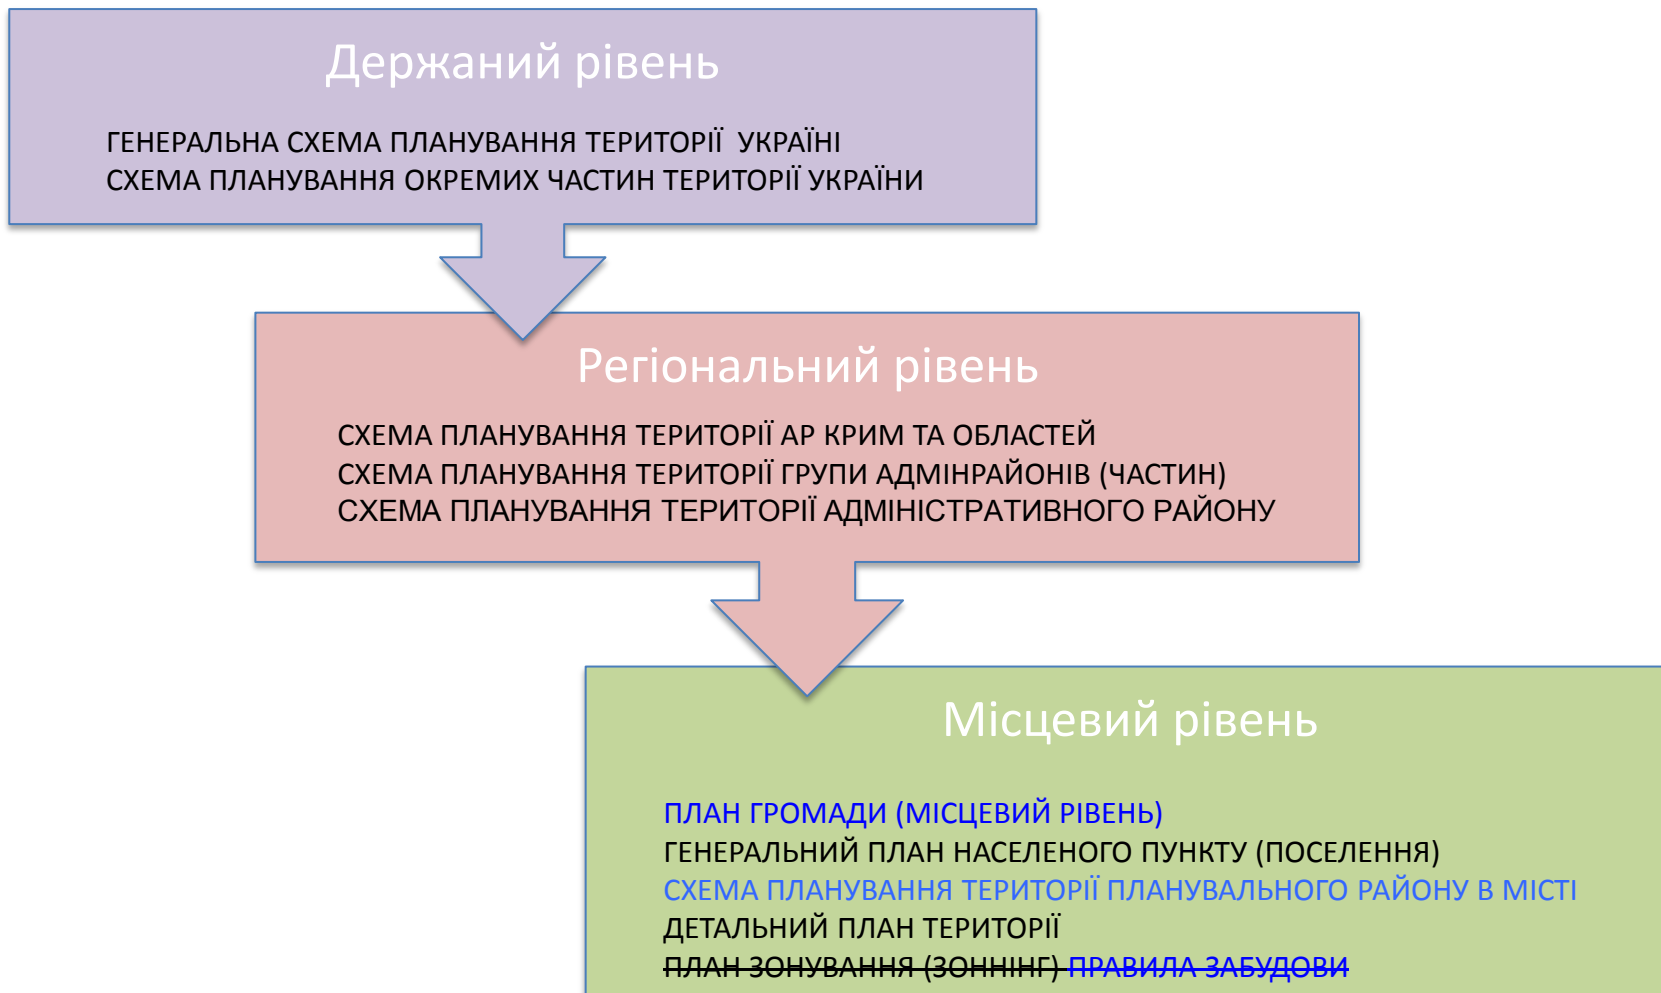 Держаний рівень
ГЕНЕРАЛЬНА СХЕМА ПЛАНУВАННЯ ТЕРИТОРІЇ УКРАЇНІ
СХЕМА ПЛАНУВАННЯ ОКРЕМИХ ЧАСТИН ТЕРИТОРІЇ УКРАЇНИ
Регіональний рівень
СХЕМА ПЛАНУВАННЯ ТЕРИТОРІЇ АР КРИМ ТА ОБЛАСТЕЙ
СХЕМА ПЛАНУВАННЯ ТЕРИТОРІЇ ГРУПИ АДМІНРАЙОНІВ (ЧАСТИН)
СХЕМА ПЛАНУВАННЯ ТЕРИТОРІЇ АДМІНІСТРАТИВНОГО РАЙОНУ
Місцевий рівень
ПЛАН ГРОМАДИ (МІСЦЕВИЙ РІВЕНЬ)
ГЕНЕРАЛЬНИЙ ПЛАН НАСЕЛЕНОГО ПУНКТУ (ПОСЕЛЕННЯ)
СХЕМА ПЛАНУВАННЯ ТЕРИТОРІЇ ПЛАНУВАЛЬНОГО РАЙОНУ В МІСТІ
ДЕТАЛЬНИЙ ПЛАН ТЕРИТОРІЇ
ПЛАН ЗОНУВАННЯ (ЗОННІНГ) ПРАВИЛА ЗАБУДОВИ